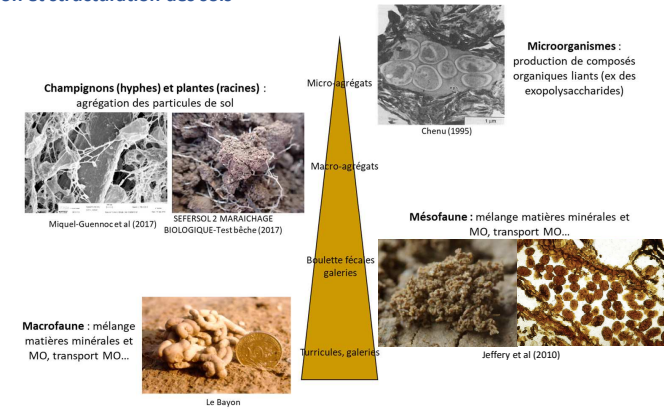 Microorganismes :
production de composés
organiques liants (ex des
exopolysaccharides)
1 um
Chenu (1995)
Micro-agrégats
Champignons (hyphes) et plantes (racines) :
agrégation des particules de sol
Miquel-Guennoc et al (2017)
SEFERSOL 2 MARAICHAGE
BIOLOGIQUE-Test bêche (2017)
Macro-agrégats
Mésofaune : mélange matières minérales et
MO, transport MO...
Boulette fécales
galeries
Jeffery et al (2010)
Macrofaune : mélange
matières minérales et
MO, transport MO...
Turricules, galeries
Le Bayon